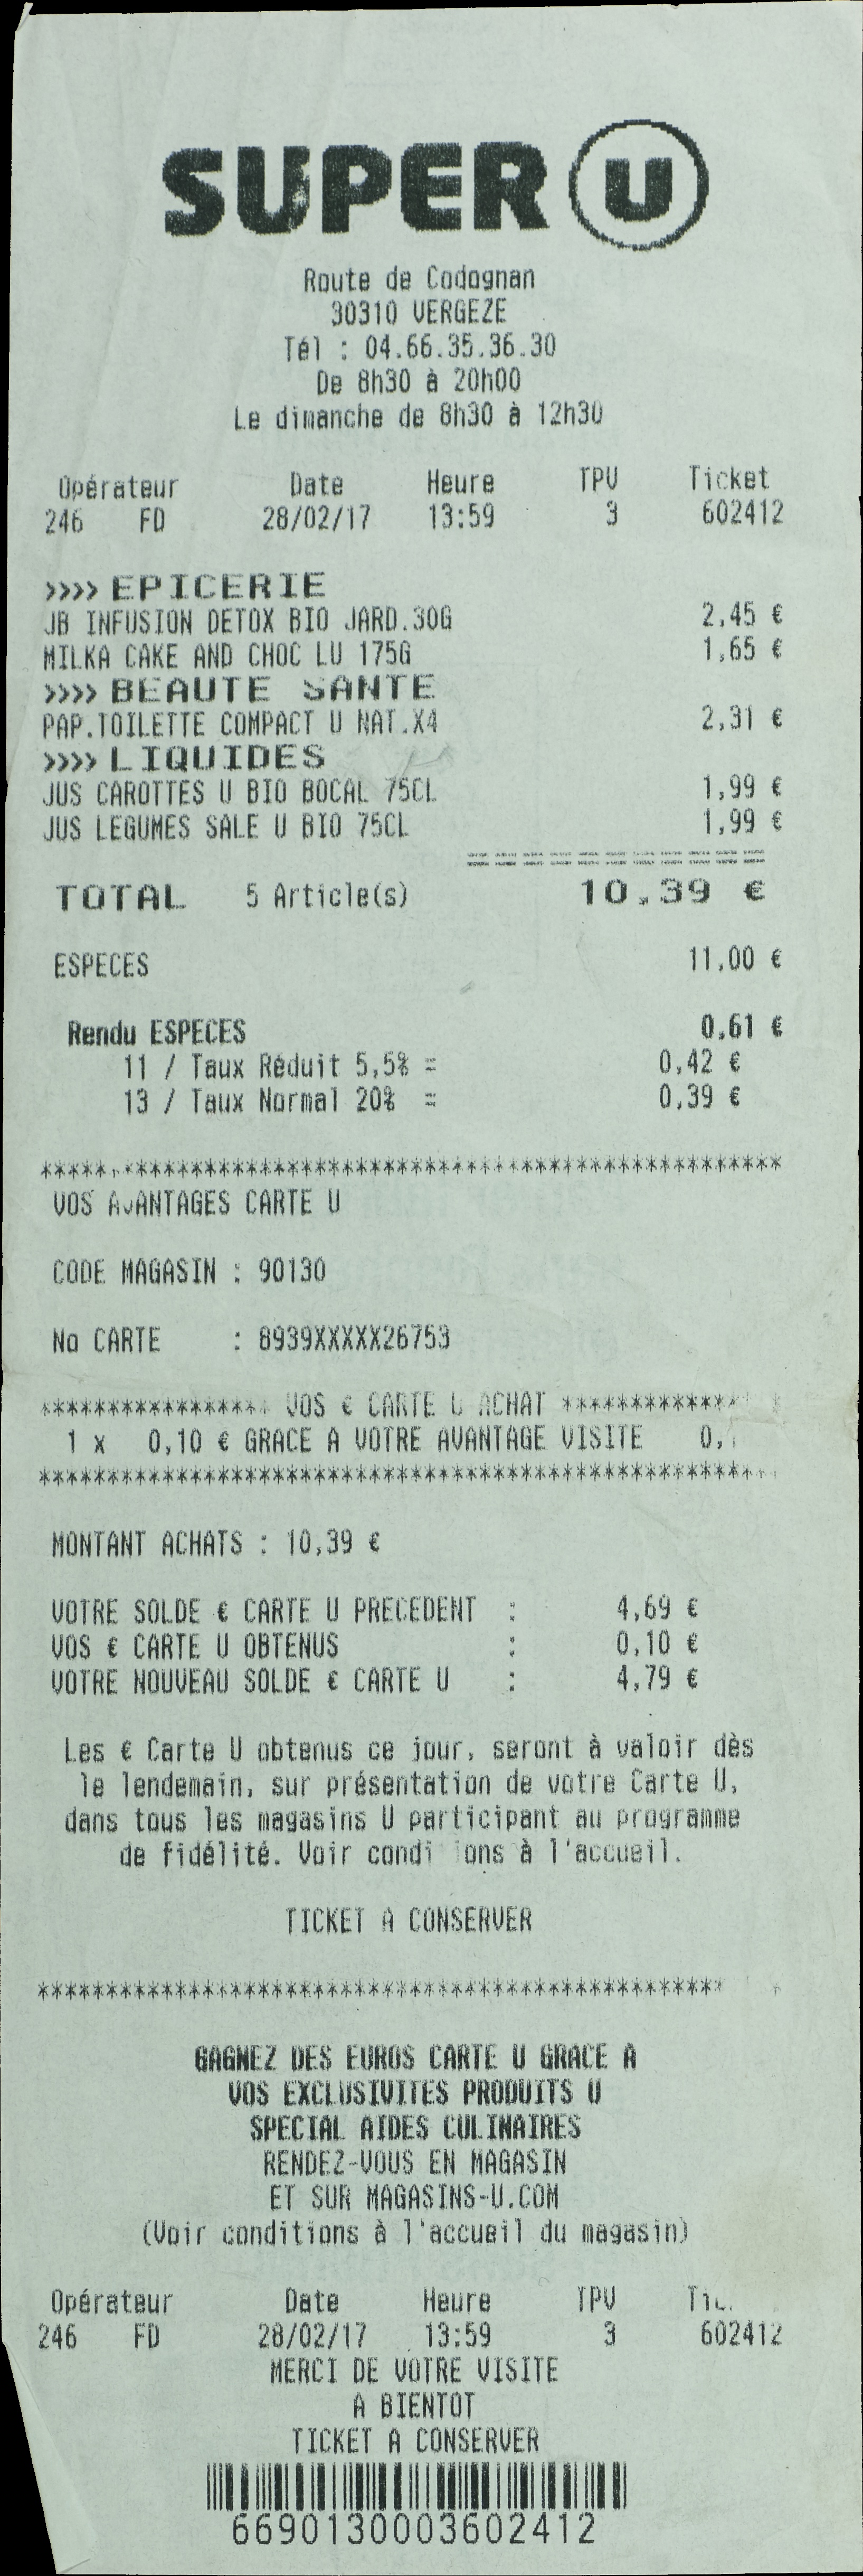 SUPER U
Route de Codognan
30310 VERGEZE
Tél : 04.66.35.36.30
De 8h30 à 20h00
Le dimanche de 8h30 à 12h30
Opérateur Date Heure TPV Ticket
246 FD 28/02/17 13:59 3 602412
>>>> EPICERIE
JB INFUSION DETOX BIO JARD.30G 2,45 €
MILKA CAKE AND CHOC LU 175G 1,65 €
>>>> BEAUTE SANTE
PAP.TOILETTE COMPACT U NAT.X4 2,31 €
>>>> LIQUIDES
JUS CAROTTES U BIO BOCAL 75CL 1,99 €
JUS LEGUMES SALE U BIO 75CL 1,99 €
===========
TOTAL 5 Article(s) 10,39 €
ESPECES 11,00 €
Rendu ESPECES 0,61 €
11 / Taux Réduit 5,5% = 0,42 €
13 / Taux Normal 20% = 0,39 €
******************************************************
VOS AVANTAGES CARTE U
CODE MAGASIN : 90130
No CARTE : 8939XXXXX26753
***************** VOS € CARTE U ACHAT ****************
1 x 0,10 € GRACE A VOTRE AVANTAGE VISITE 0,
******************************************************
MONTANT ACHATS : 10,39 €
VOTRE SOLDE € CARTE U PRECEDENT : 4,69 €
VOS € CARTE U OBTENUS : 0,10 €
VOTRE NOUVEAU SOLDE € CARTE U : 4,79 €
Les € Carte U obtenus ce jour, seront à valoir dès
le lendemain, sur présentation de votre Carte U,
dans tous les magasins U participant au programme
de fidélité. Voir conditions à l'accueil.
TICKET A CONSERVER
******************************************************
GAGNEZ DES EUROS CARTE U GRACE A
VOS EXCLUSIVITES PRODUITS U
SPECIAL AIDES CULINAIRES
RENDEZ-VOUS EN MAGASIN
ET SUR MAGASINS-U.COM
(Voir conditions à l'accueil du magasin)
Opérateur Date Heure TPV Tic
246 FD 28/02/17 13:59 3 602412
MERCI DE VOTRE VISITE
A BIENTOT
TICKET A CONSERVER
6690130003602412